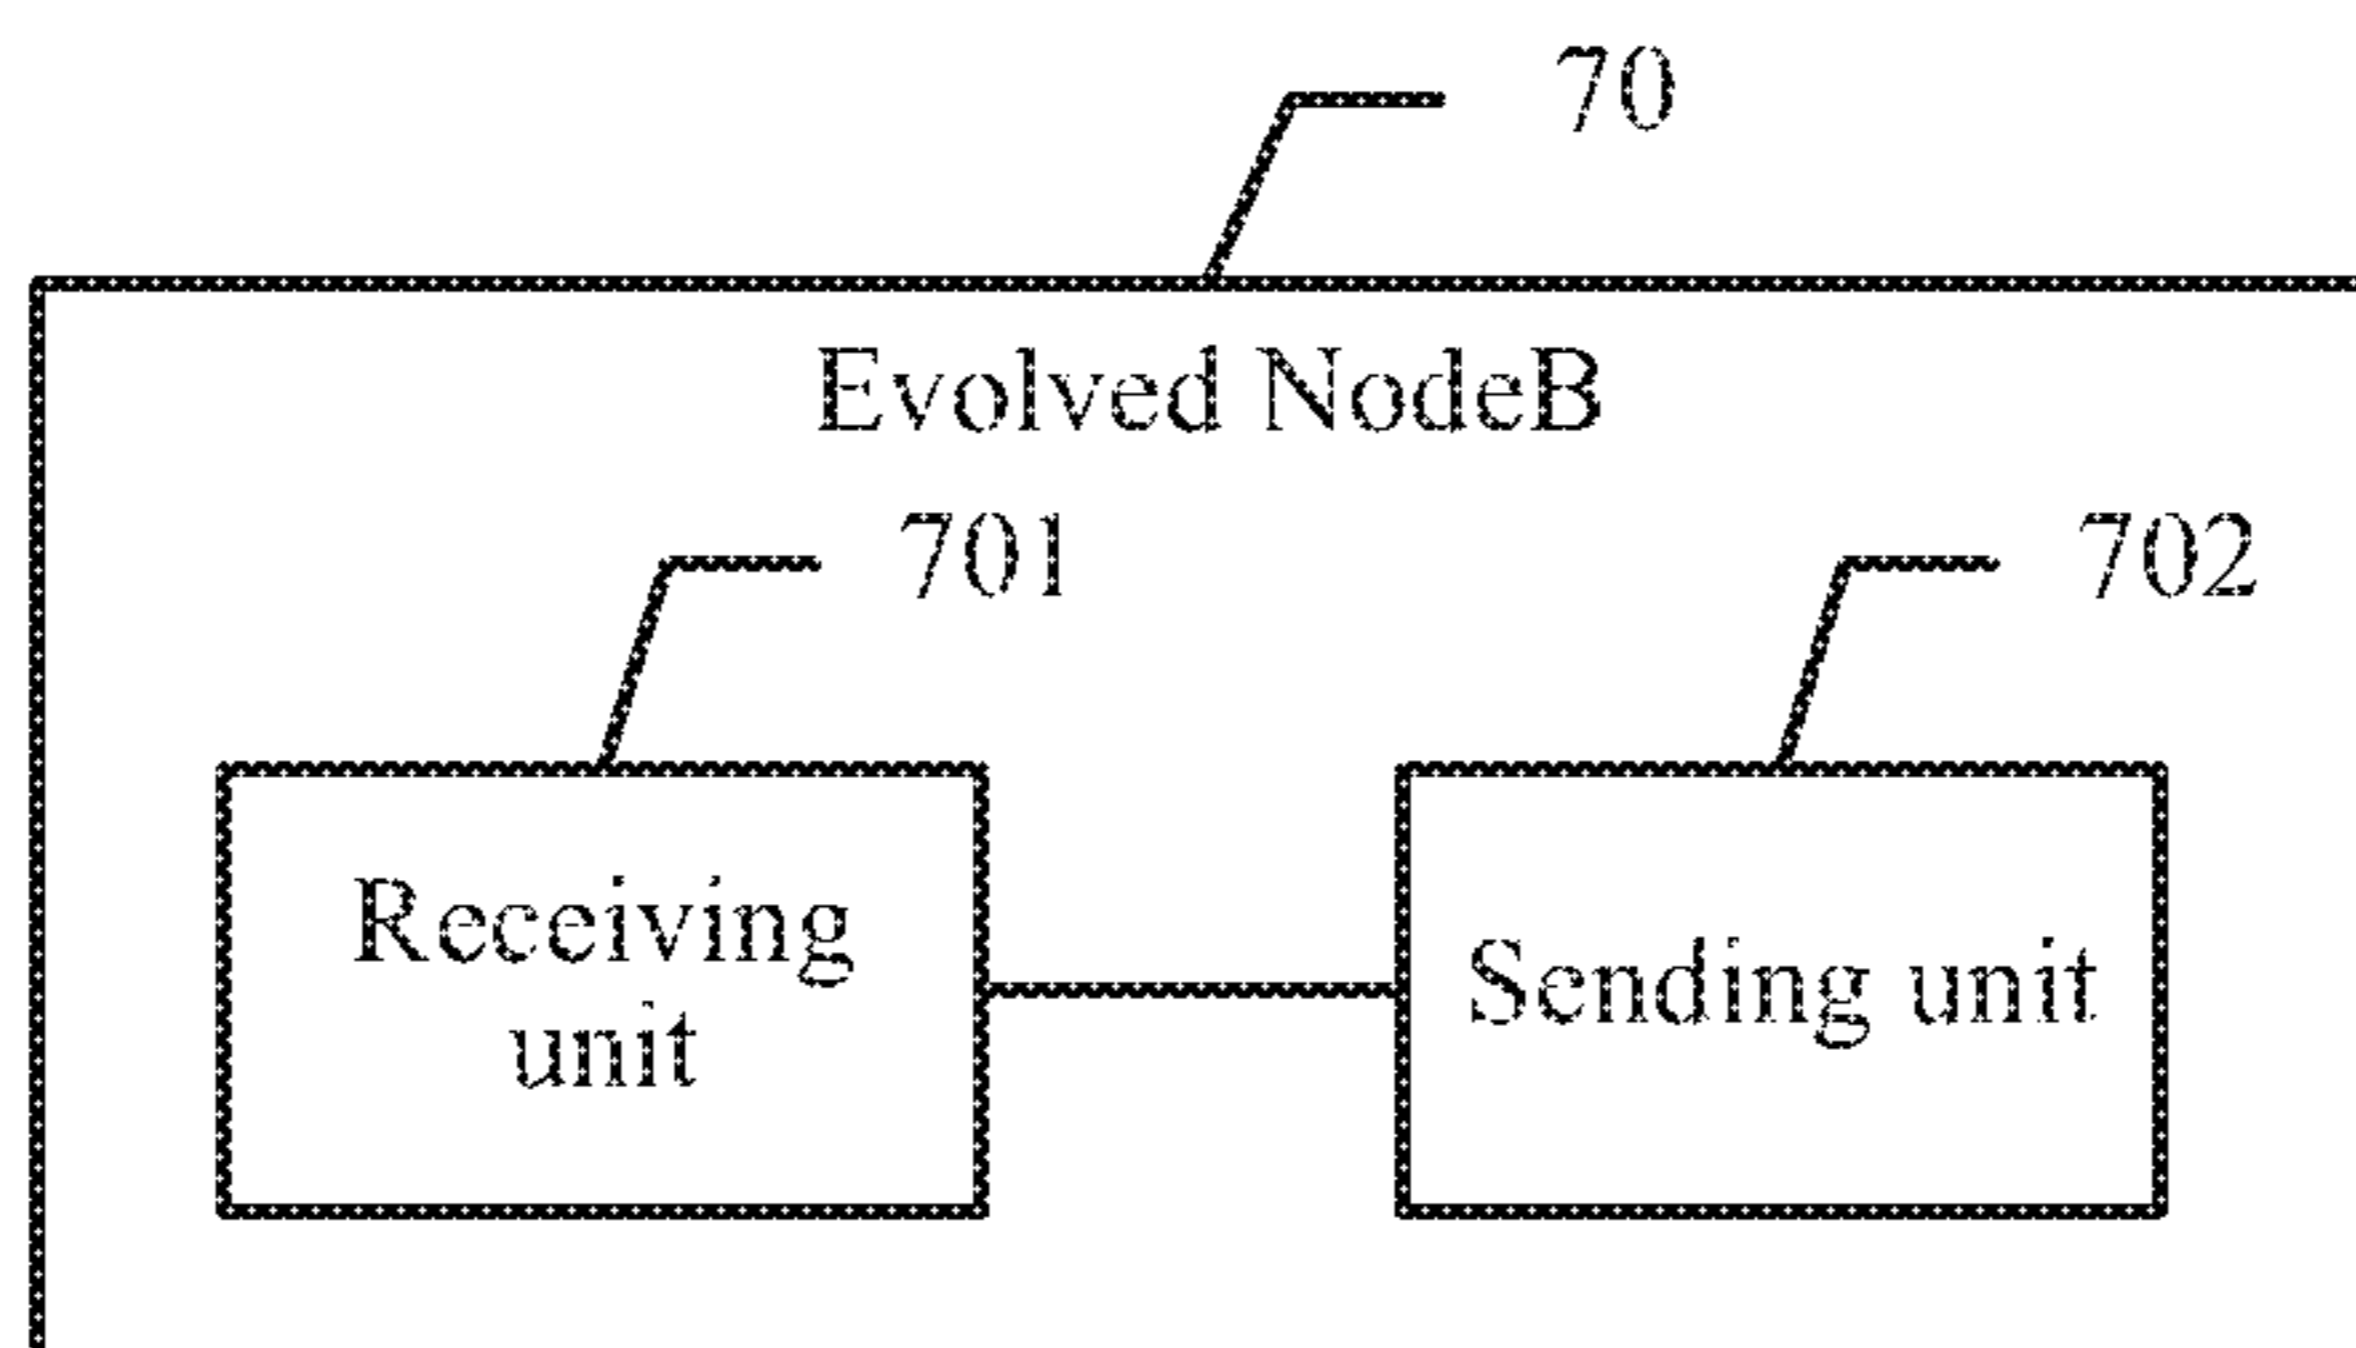 70
Evolved NodeB
701
702
Receiving
unit
Sending unit